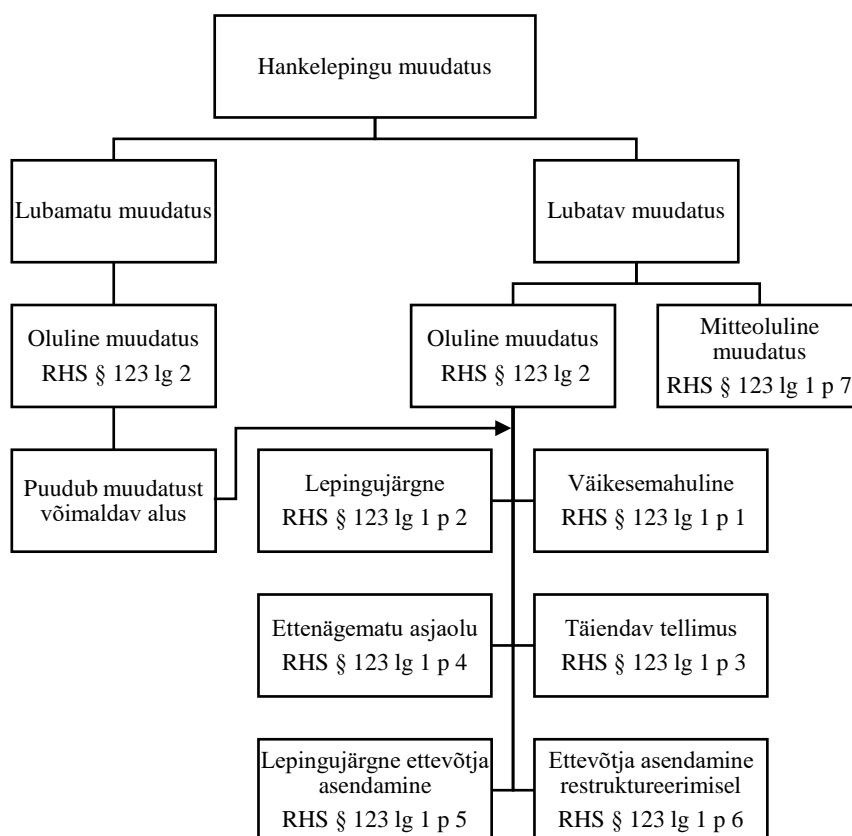 Hankelepingu muudatus
Lubamatu muudatus
Lubatav muudatus
Oluline muudatus
RHS § 123 lg 2
Oluline muudatus
RHS § 123 lg 2
Mitteoluline
muudatus
RHS § 123 lg 1 p 7
Puudub muudatust
võimaldav alus
Lepingujärgne
RHS § 123 lg 1 p 2
Väikesemahuline
RHS § 123 lg 1 p 1
Ettenägematu asjaolu
RHS § 123 lg 1 p 4
Täiendav tellimus
RHS § 123 lg 1 p 3
Lepingujärgne ettevõtja
asendamine
RHS § 123 lg 1 p 5
Ettevõtja asendamine
restruktureerimisel
RHS § 123 lg 1 p 6